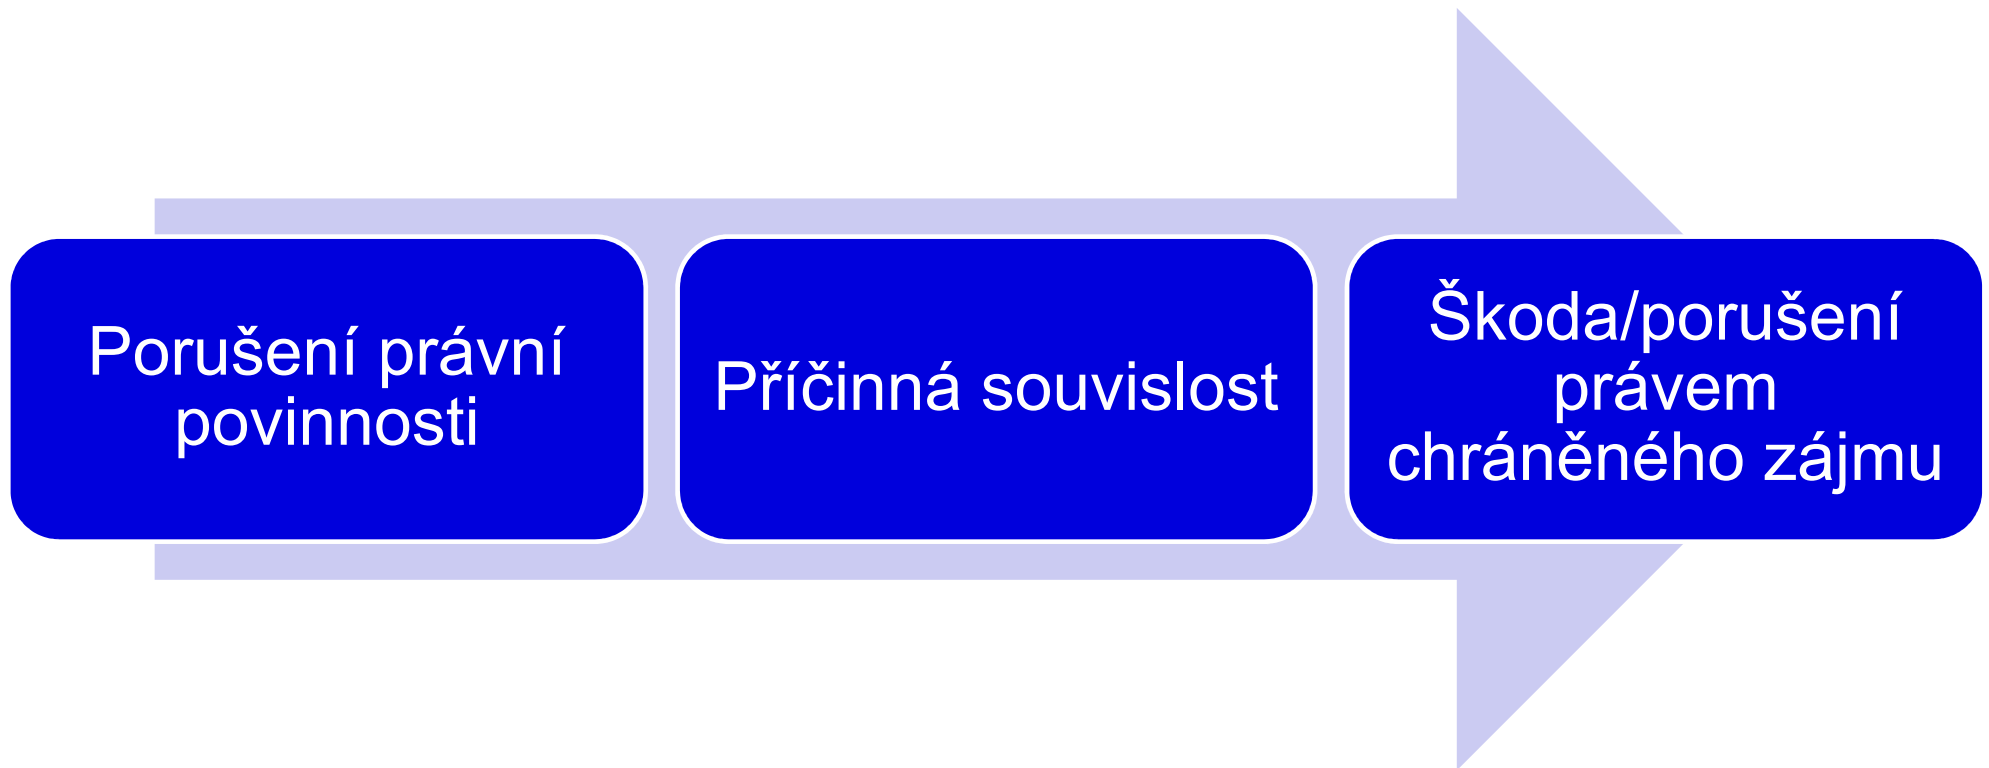 Porušení právní
povinnosti
Příčinná souvislost
Škoda/porušení
právem
chráněného zájmu